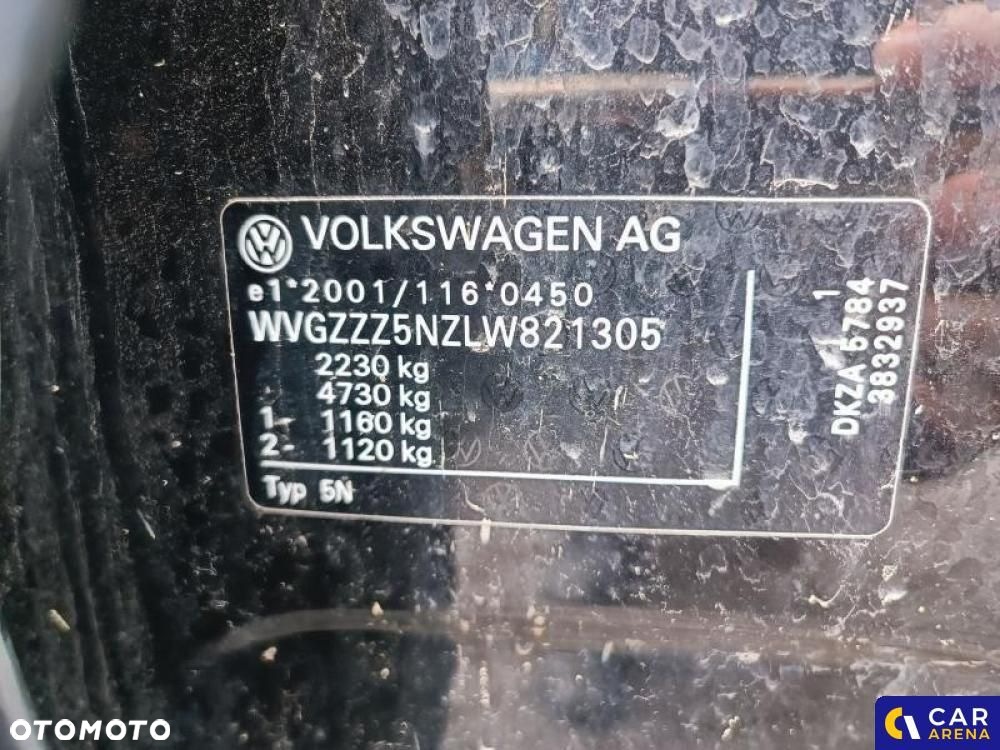 VOLKSWAGEN AG
e1*2001/116*0450
WVGZZZ5NZLW821305
2230 kg
- 4730 kg
1- 1160 kg
2- 1120 kg
Typ 5N
1
DKZA 5784
3832937
OTOMOTO
CAR
ARENA